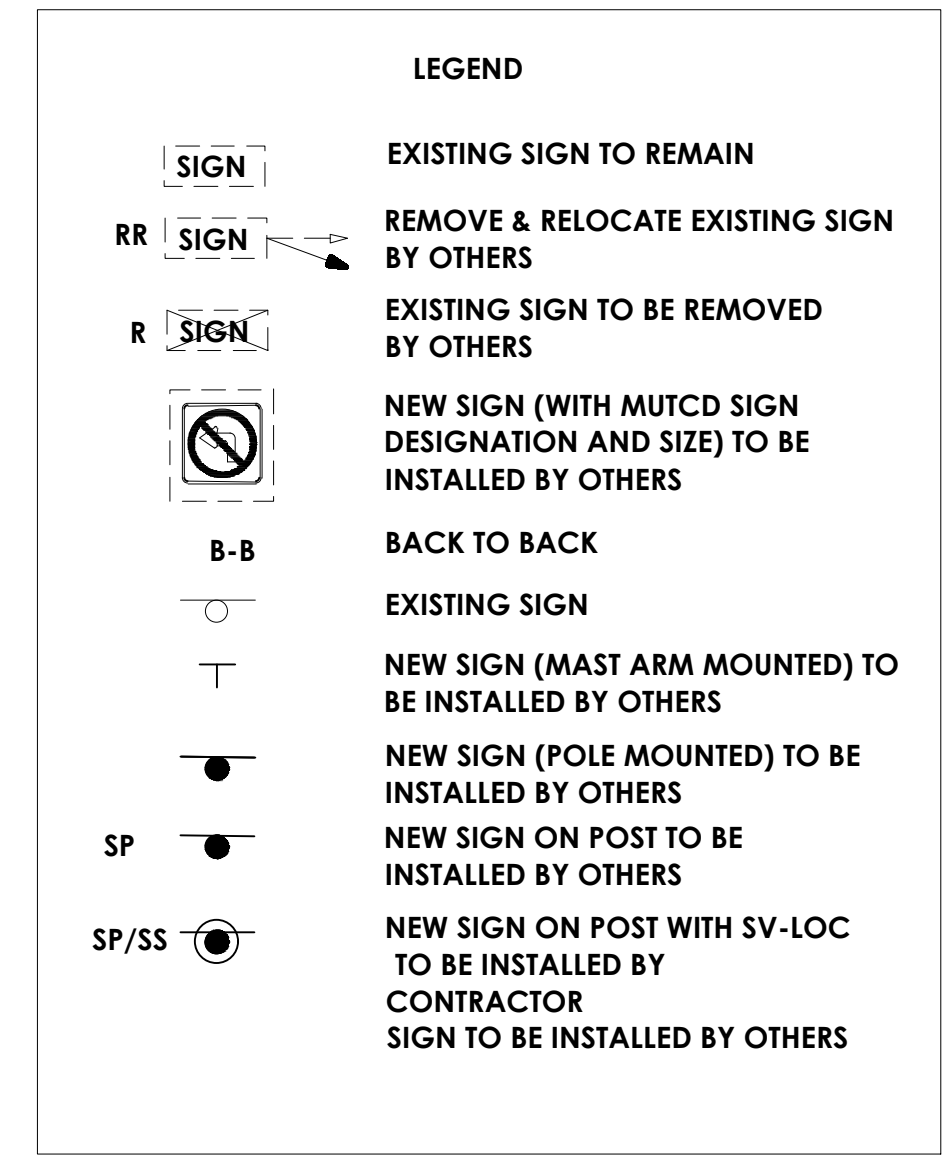 LEGEND
SIGN EXISTING SIGN TO REMAIN
RR SIGN REMOVE & RELOCATE EXISTING SIGN
BY OTHERS
R SIGN EXISTING SIGN TO BE REMOVED
BY OTHERS
NEW SIGN (WITH MUTCD SIGN
DESIGNATION AND SIZE) TO BE
INSTALLED BY OTHERS
B-B BACK TO BACK
EXISTING SIGN
NEW SIGN (MAST ARM MOUNTED) TO
BE INSTALLED BY OTHERS
NEW SIGN (POLE MOUNTED) TO BE
INSTALLED BY OTHERS
SP NEW SIGN ON POST TO BE
INSTALLED BY OTHERS
SP/SS NEW SIGN ON POST WITH SV-LOC
TO BE INSTALLED BY
CONTRACTOR
SIGN TO BE INSTALLED BY OTHERS